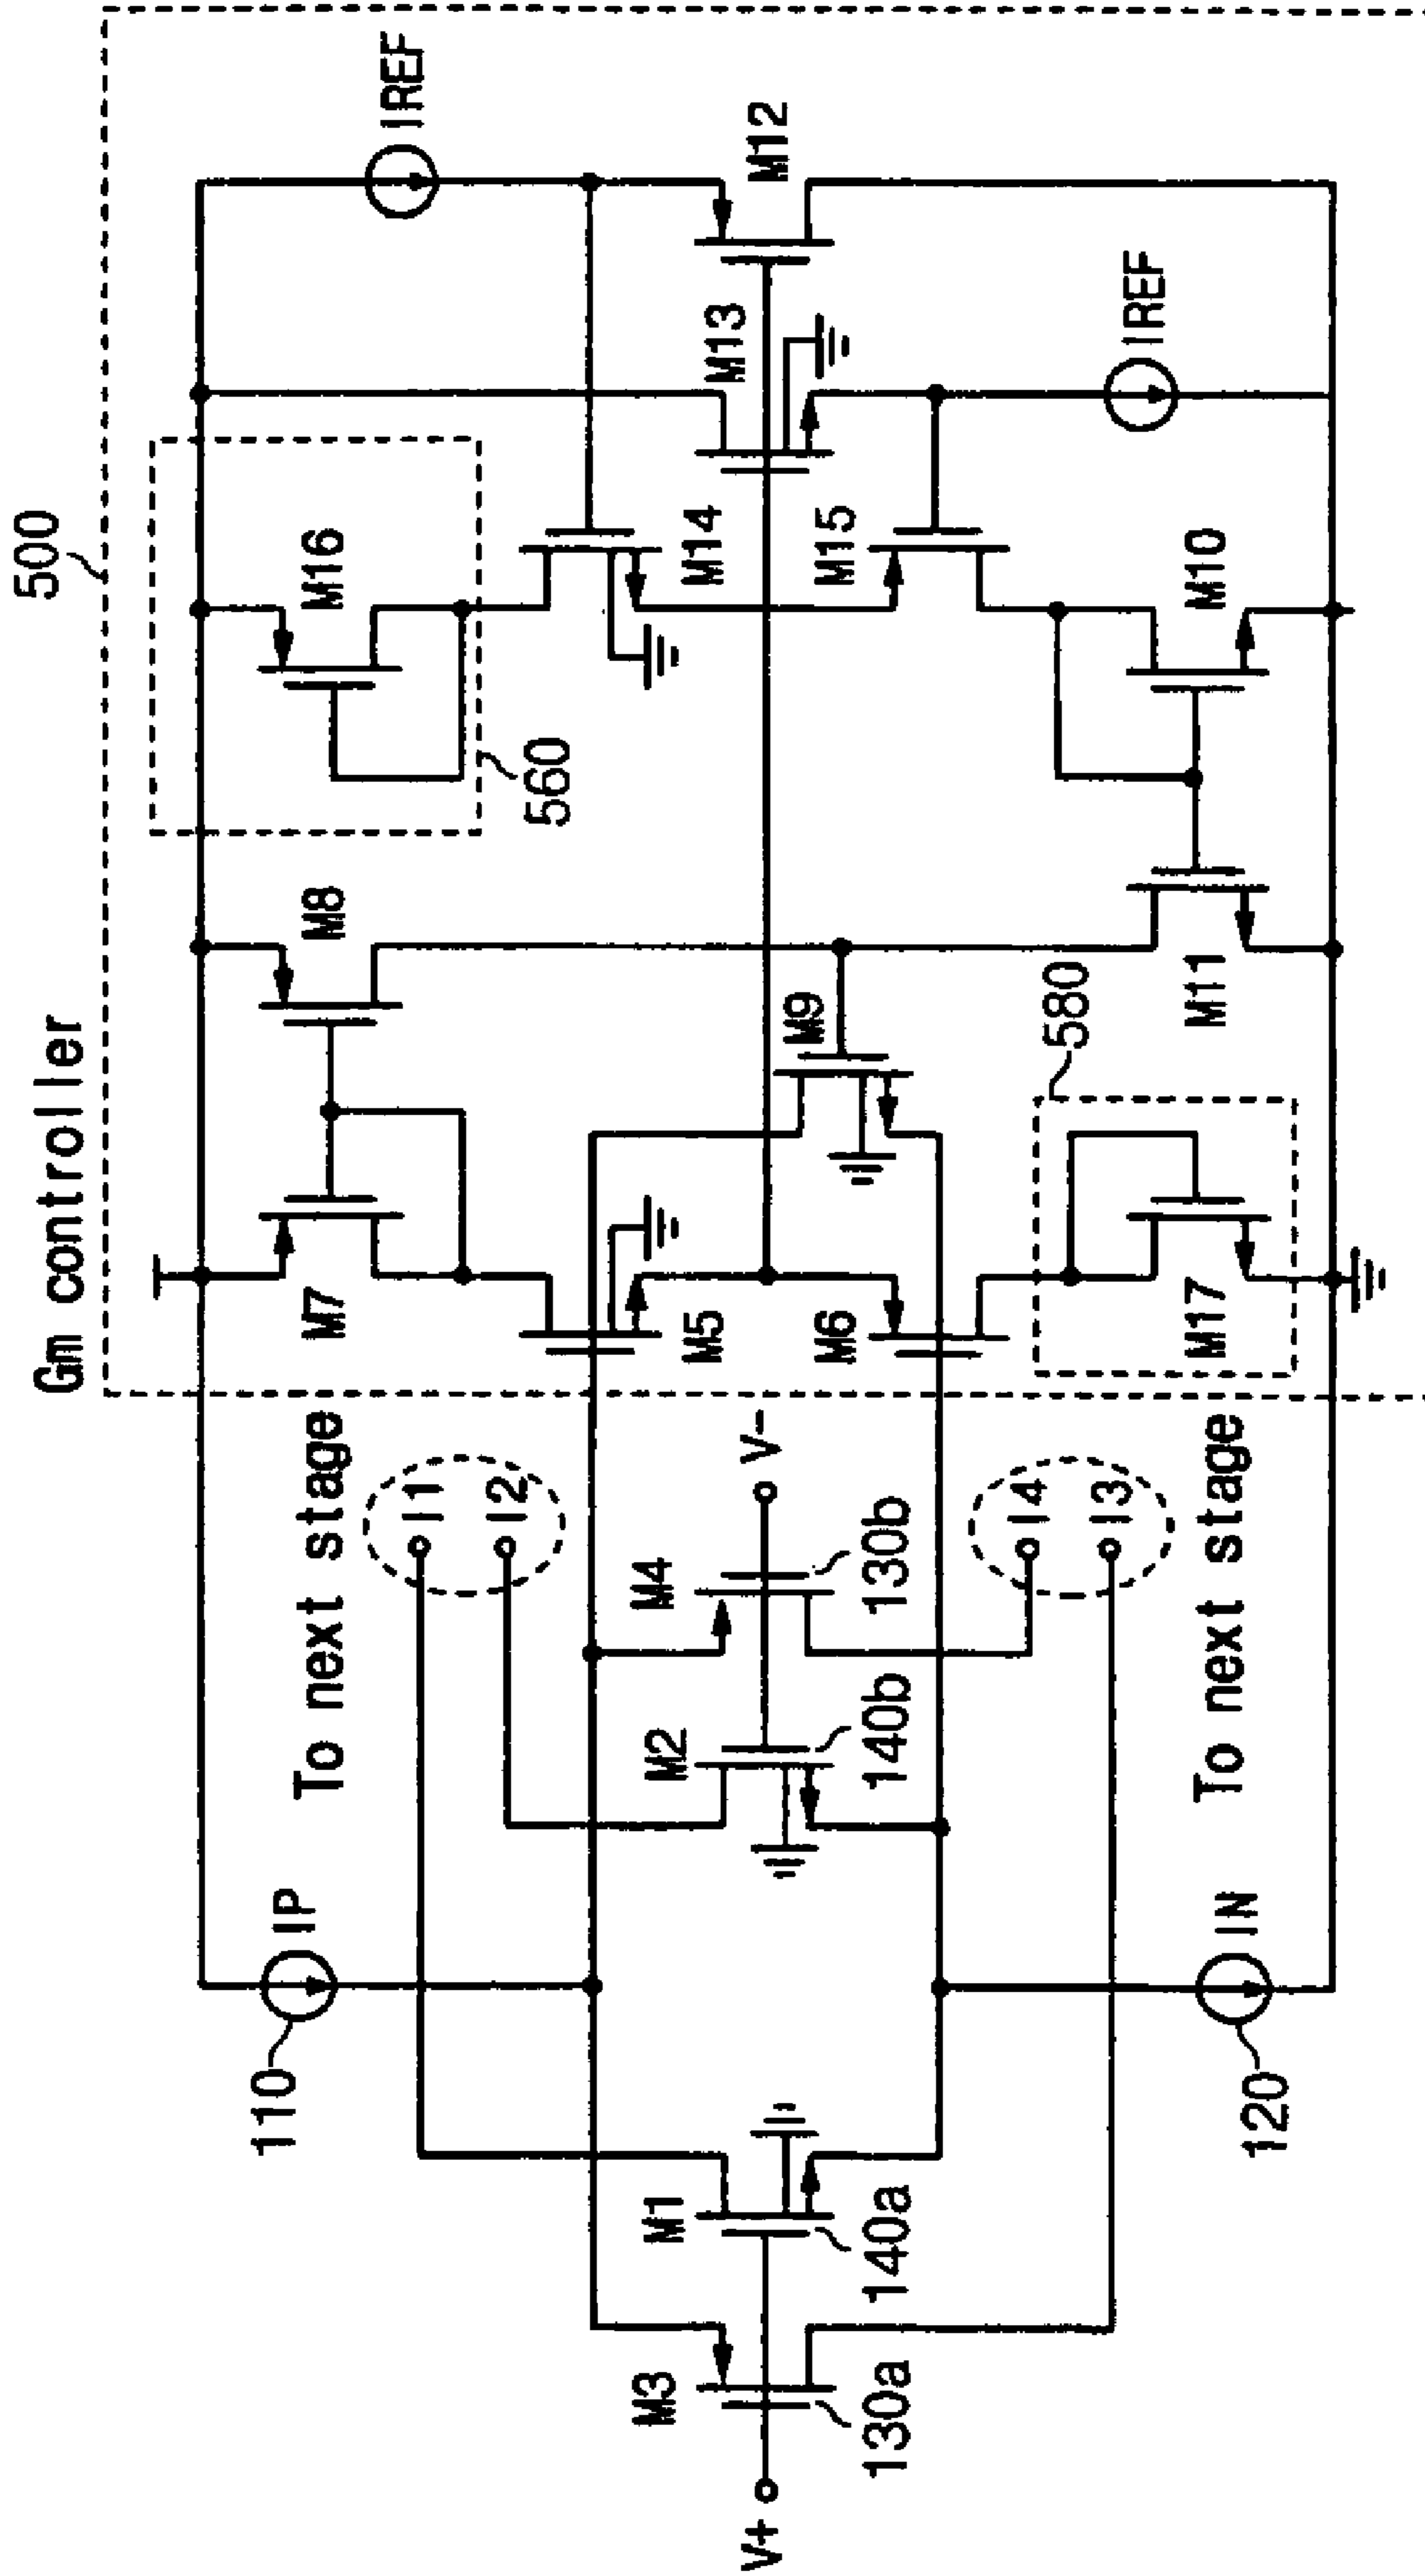 Gm controller
500
IREF
M16
M12
M8
M7
560
M14
M13
M5
M15
IREF
M9
M6
580
M10
M11
M17
To next stage
I1
I2
V-
M4
130b
M2
140b
I4
I3
To next stage
110
IP
120
IN
M1
140a
M3
130a
V+